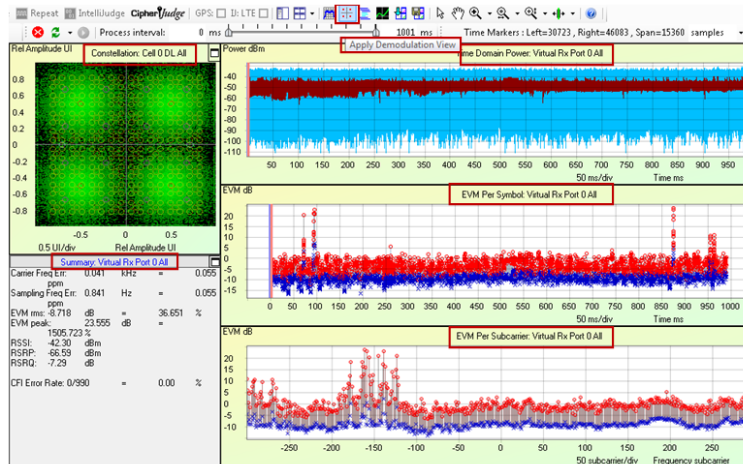 Repeat IntelliJudge CipherJudge GPS: IJ: LTE
Process interval: 0 ms 1001 ms Time Markers : Left=30723, Right=46083 , Span=15360 samples
Apply Demodulation View
Rel Amplitude UI Constellation: Cell 0 DL All
0.8
0.6
0.4
0.2
0
-0.2
-0.4
-0.6
-0.8
-0.5 0 0.5
0.5 UI/div Rel Amplitude UI
Power dBm Time Domain Power: Virtual Rx Port 0 All
-40
-50
-60
-70
-80
-90
-100
-110
50 100 150 200 250 300 350 400 450 500 550 600 650 700 750 800 850 900 950
50 ms/div Time ms
Summary: Virtual Rx Port 0 All
Carrier Freq Err: 0.041 kHz = 0.055
ppm
Sampling Freq Err: 0.841 Hz = 0.055
ppm
EVM rms: -8.718 dB = 36.651 %
EVM peak: 23.555 dB =
1505.723 %
RSSI: -42.30 dBm
RSRP: -66.59 dBm
RSRQ: -7.29 dB
CFI Error Rate: 0/990 = 0.00 %
EVM dB EVM Per Symbol: Virtual Rx Port 0 All
20
15
10
5
0
-5
-10
-15
0 50 100 150 200 250 300 350 400 450 500 550 600 650 700 750 800 850 900 950 1000
50 ms/div Time ms
EVM dB EVM Per Subcarrier: Virtual Rx Port 0 All
20
15
10
5
0
-5
-10
-250 -200 -150 -100 -50 0 50 100 150 200 250
50 subcarrier/div Frequency subcarrier